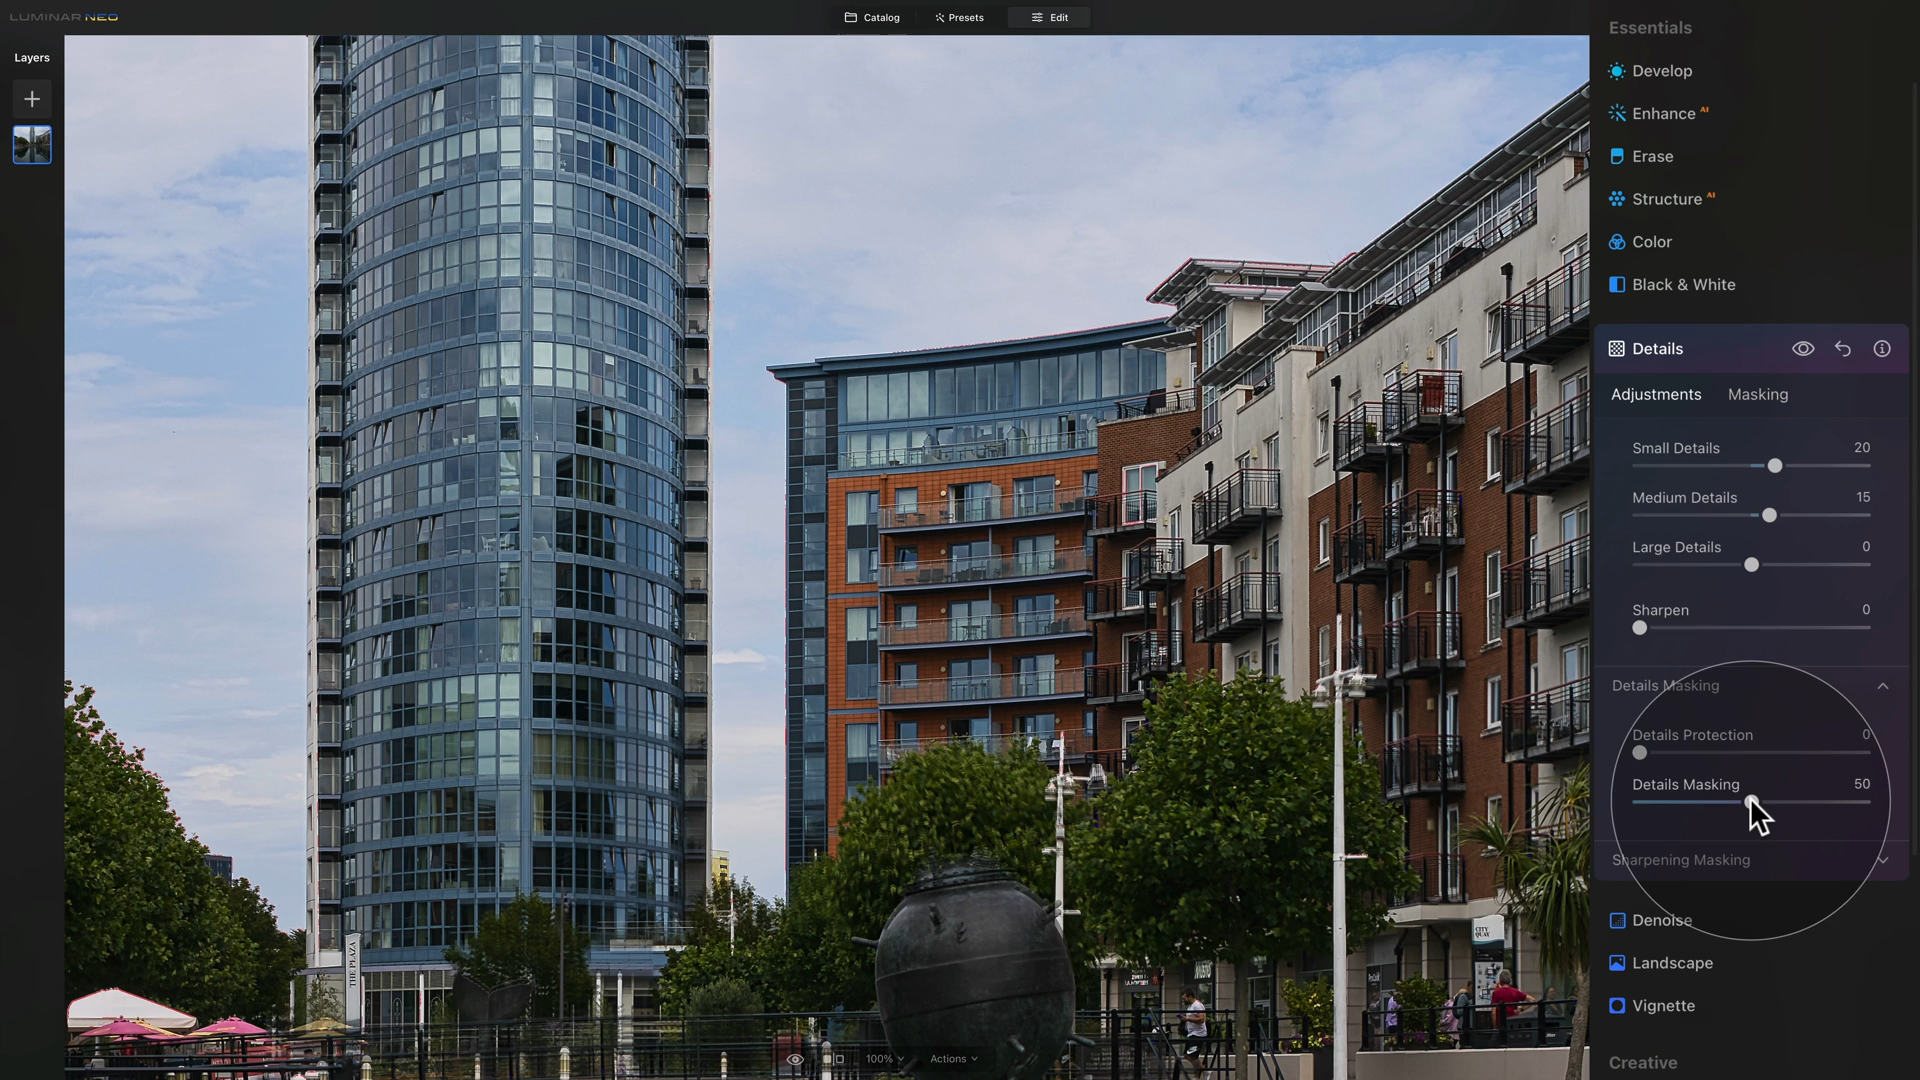 LUMINAR NEO
Catalog
Presets
Edit
Layers
Essentials
Develop
Enhance AI
Erase
Structure AI
Color
Black & White
Details
Adjustments
Masking
Small Details 20
Medium Details 15
Large Details 0
Sharpen 0
Details Masking
Details Protection 0
Details Masking 50
Sharpening Masking
Denoise
Landscape
Vignette
Creative
THE PLAZA
CITY
QUAY
100%
Actions